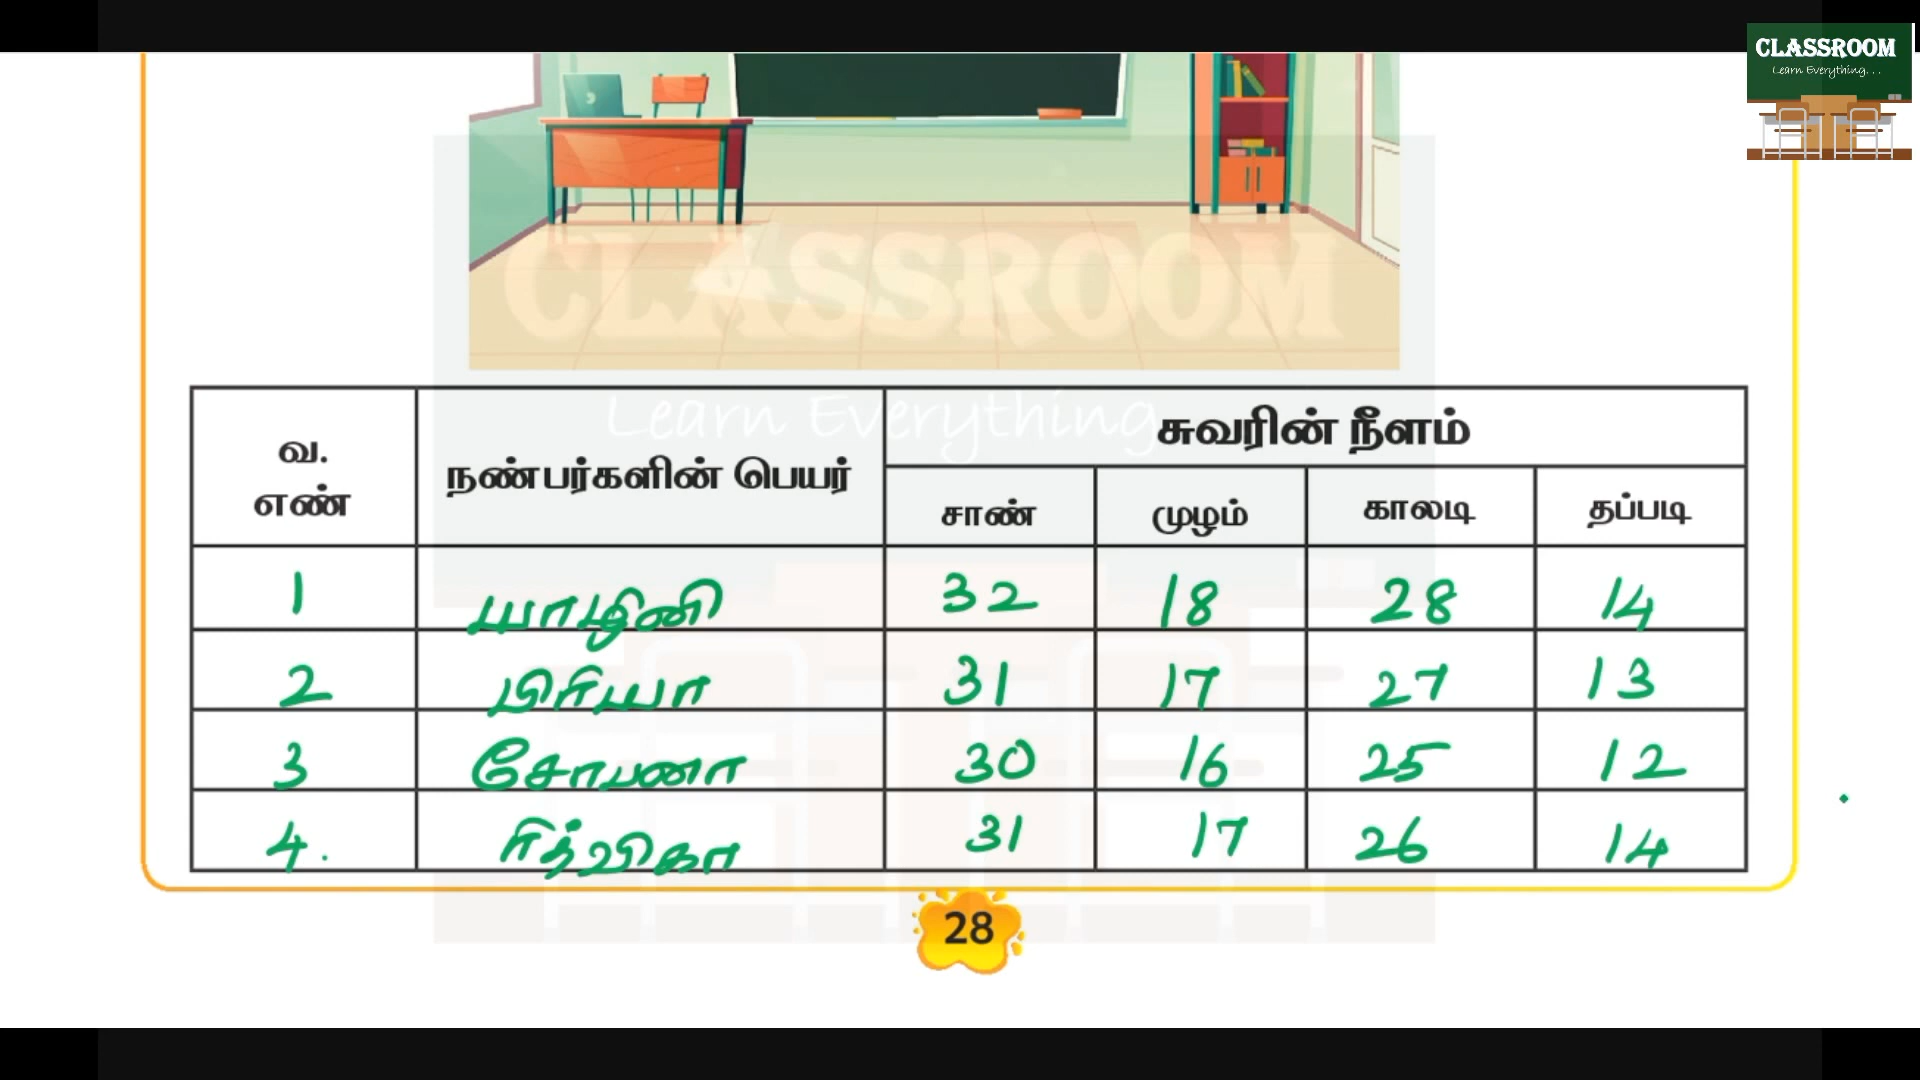 CLASSROOM
Learn Everything...
CLASSROOM
Learn Everything
வ. எண் நண்பர்களின் பெயர் சுவரின் நீளம்
சாண் முழம் காலடி தப்படி
1 யாழினி 32 18 28 14
2 பிரியா 31 17 27 13
3 சோபனா 30 16 25 12
4. ரித்விகா 31 17 26 14
28